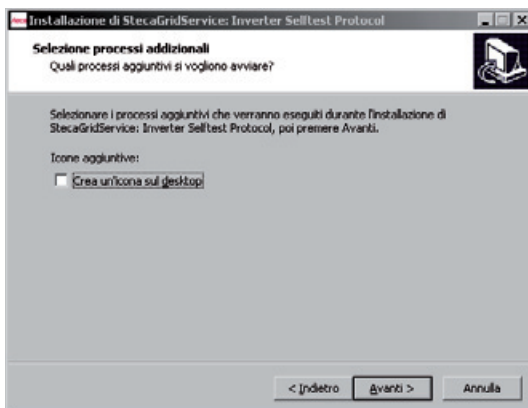 Installazione di StecaGridService: Inverter Selftest Protocol
Selezione processi addizionali
Quali processi aggiuntivi si vogliono avviare?
Selezionare i processi aggiuntivi che verranno eseguiti durante l'installazione di
StecaGridService: Inverter Selftest Protocol, poi premere Avanti.
Icone aggiuntive:
Crea un'icona sul desktop
< Indietro
Avanti >
Annulla